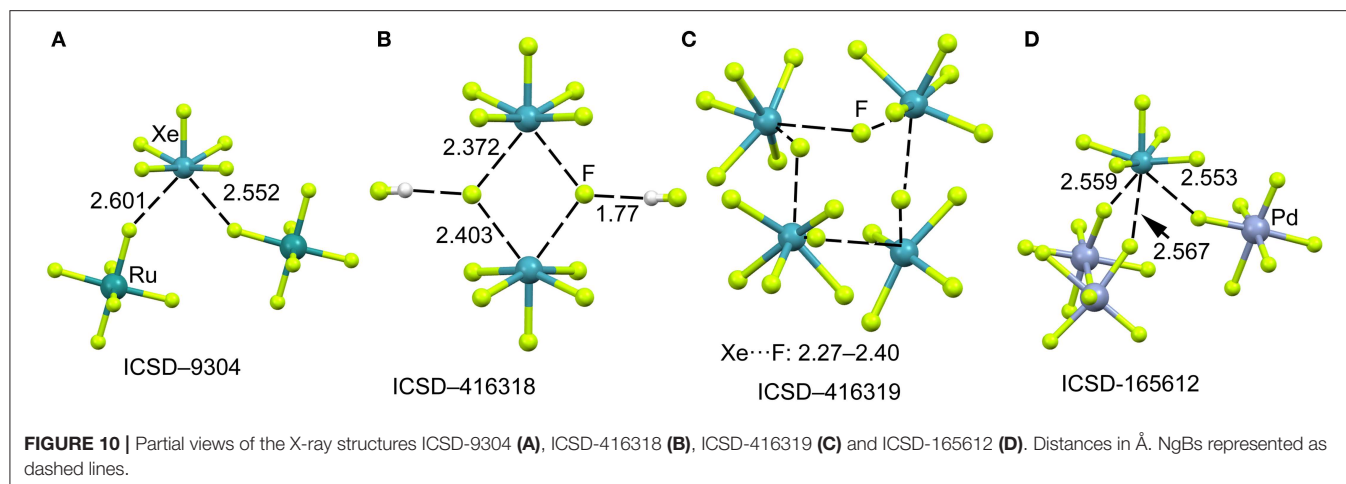 A
B
C
D
Xe
2.601
2.552
Ru
ICSD–9304
2.372
F
2.403
1.77
ICSD–416318
F
Xe···F: 2.27–2.40
ICSD–416319
2.559
2.553
Pd
2.567
ICSD-165612
FIGURE 10 | Partial views of the X-ray structures ICSD-9304 (A), ICSD-416318 (B), ICSD-416319 (C) and ICSD-165612 (D). Distances in Å. NgBs represented as
dashed lines.